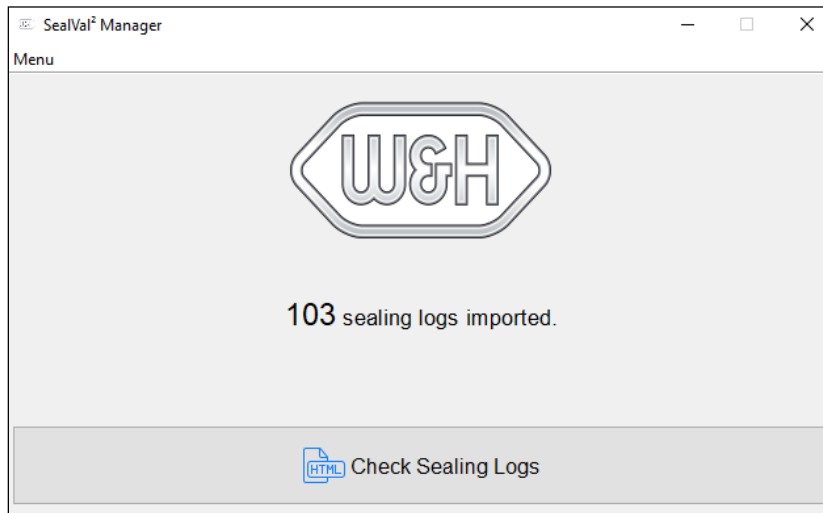 SealVal² Manager
Menu
W&H
103 sealing logs imported.
HTML Check Sealing Logs